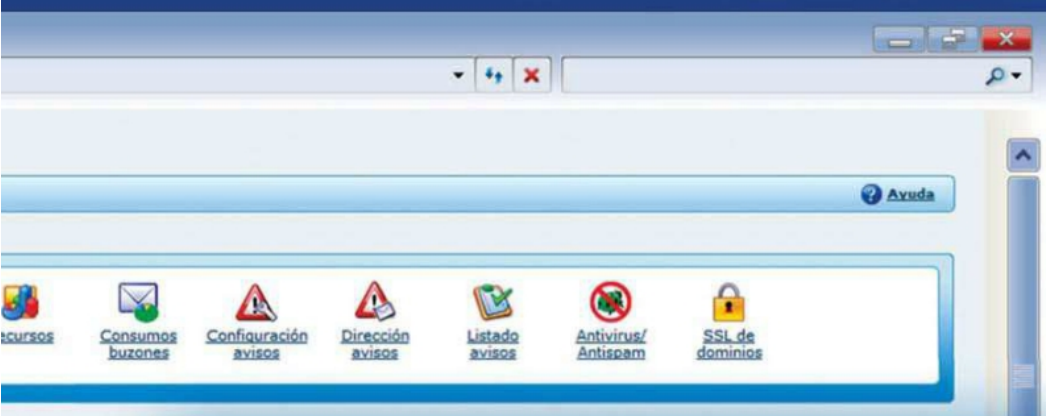 Ayuda
ecursos
Consumos
buzones
Configuración
avisos
Dirección
avisos
Listado
avisos
Antivirus/
Antispam
SSL de
dominios